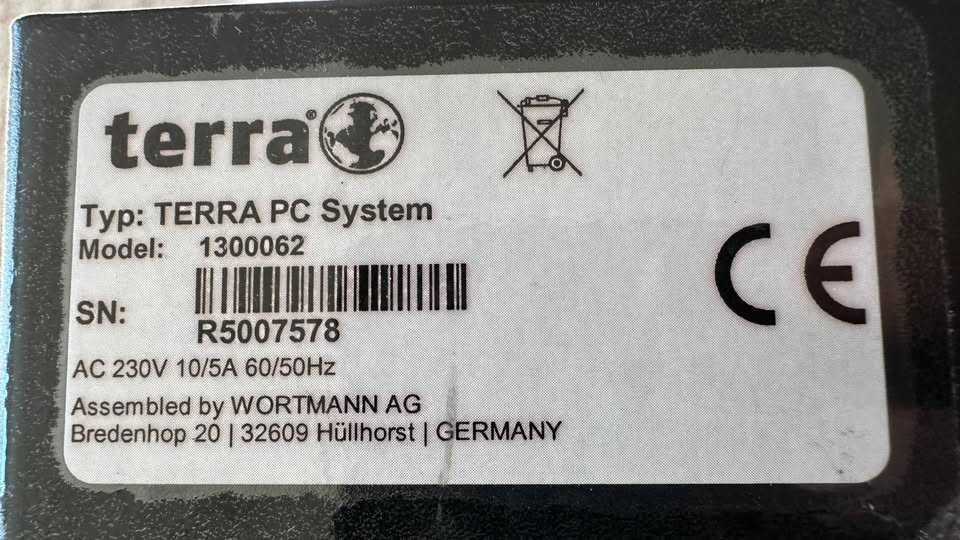 terra®
Typ: TERRA PC System
Model: 1300062
SN:
R5007578
AC 230V 10/5A 60/50Hz
Assembled by WORTMANN AG
Bredenhop 20 | 32609 Hüllhorst | GERMANY
CE